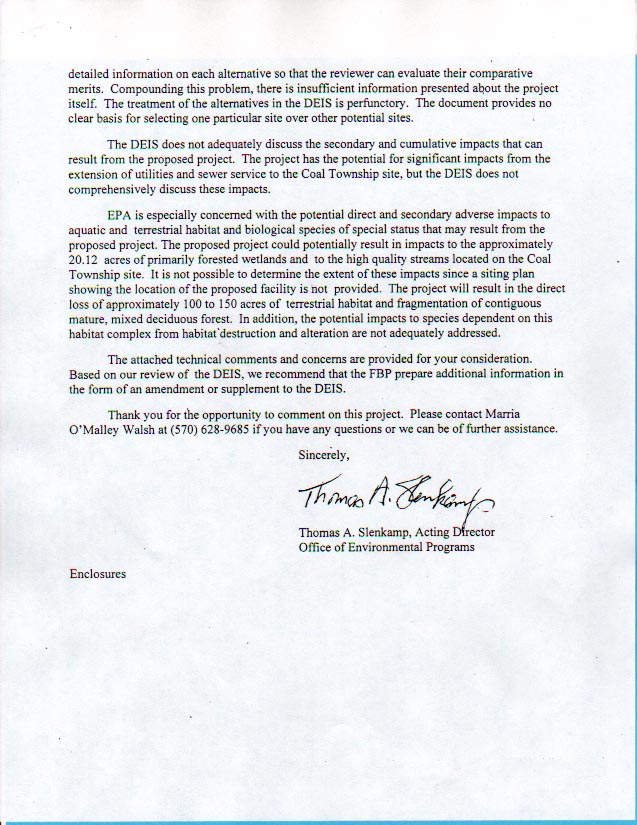 detailed information on each alternative so that the reviewer can evaluate their comparative
merits. Compounding this problem, there is insufficient information presented about the project
itself. The treatment of the alternatives in the DEIS is perfunctory. The document provides no
clear basis for selecting one particular site over other potential sites.
The DEIS does not adequately discuss the secondary and cumulative impacts that can
result from the proposed project. The project has the potential for significant impacts from the
extension of utilities and sewer service to the Coal Township site, but the DEIS does not
comprehensively discuss these impacts.
EPA is especially concerned with the potential direct and secondary adverse impacts to
aquatic and terrestrial habitat and biological species of special status that may result from the
proposed project. The proposed project could potentially result in impacts to the approximately
20.12 acres of primarily forested wetlands and to the high quality streams located on the Coal
Township site. It is not possible to determine the extent of these impacts since a siting plan
showing the location of the proposed facility is not provided. The project will result in the direct
loss of approximately 100 to 150 acres of terrestrial habitat and fragmentation of contiguous
mature, mixed deciduous forest. In addition, the potential impacts to species dependent on this
habitat complex from habitat destruction and alteration are not adequately addressed.
The attached technical comments and concerns are provided for your consideration.
Based on our review of the DEIS, we recommend that the FBP prepare additional information in
the form of an amendment or supplement to the DEIS.
Thank you for the opportunity to comment on this project. Please contact Marria
O'Malley Walsh at (570) 628-9685 if you have any questions or we can be of further assistance.
Sincerely,
Thomas A. Slenkamp
Thomas A. Slenkamp, Acting Director
Office of Environmental Programs
Enclosures